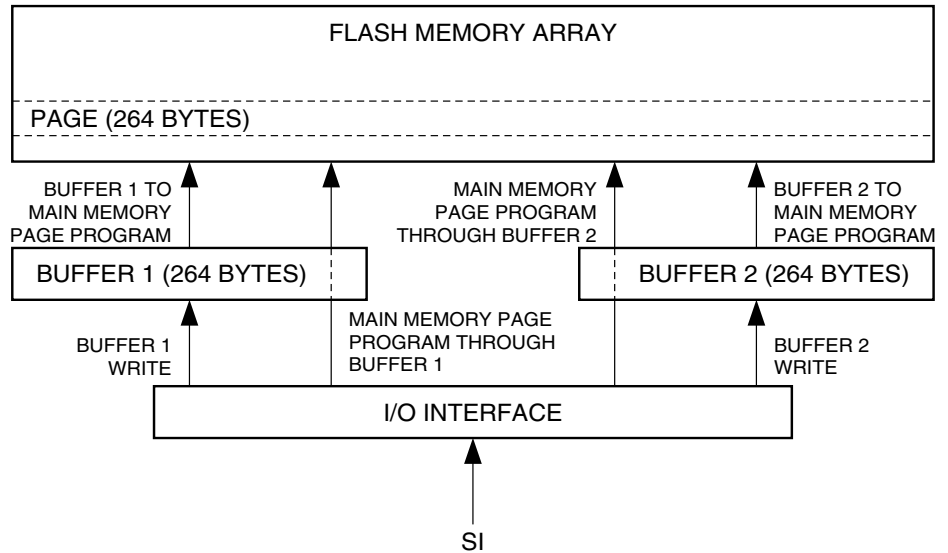 FLASH MEMORY ARRAY
PAGE (264 BYTES)
BUFFER 1 TO
MAIN MEMORY
PAGE PROGRAM
MAIN MEMORY
PAGE PROGRAM
THROUGH BUFFER 2
BUFFER 2 TO
MAIN MEMORY
PAGE PROGRAM
BUFFER 1 (264 BYTES)
BUFFER 2 (264 BYTES)
BUFFER 1
WRITE
MAIN MEMORY PAGE
PROGRAM THROUGH
BUFFER 1
BUFFER 2
WRITE
I/O INTERFACE
SI